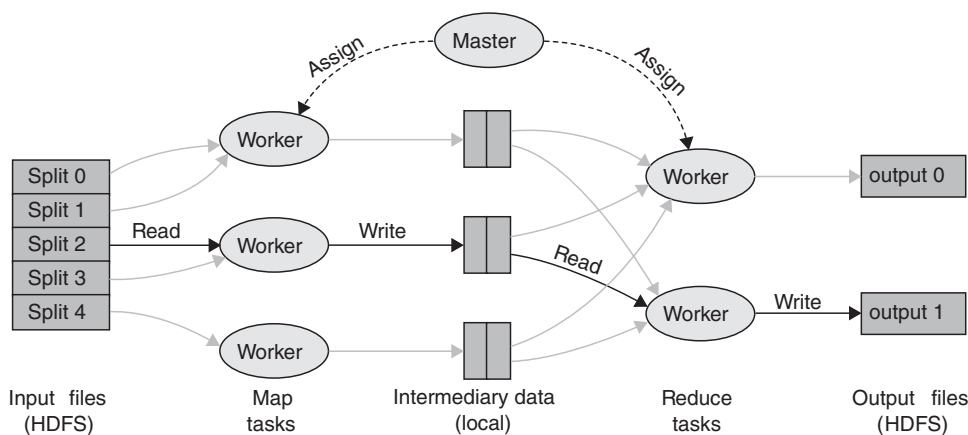 Master
Assign
Assign
Worker
Worker
Split 0
Split 1
Split 2
Split 3
Split 4
Read
Worker
Write
Read
output 0
Worker
Write
output 1
Worker
Input files
(HDFS)
Map
tasks
Intermediary data
(local)
Reduce
tasks
Output files
(HDFS)